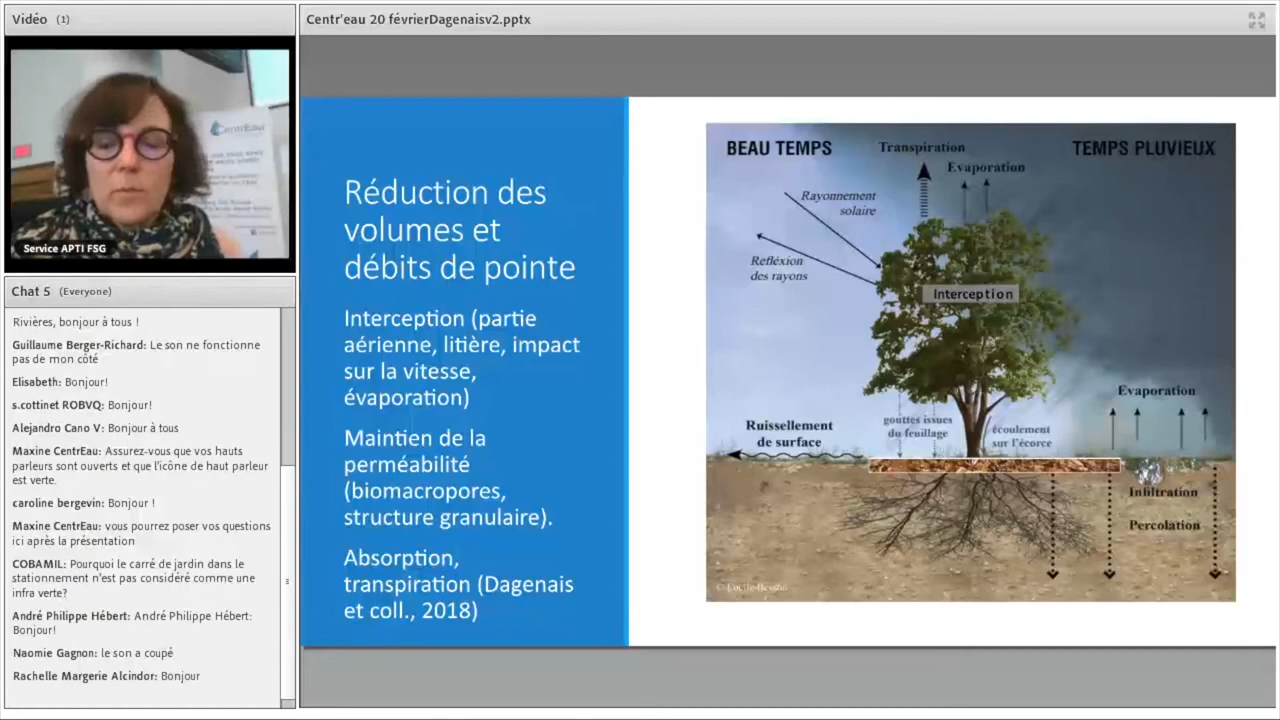 Vidéo (1)
Centr'eau 20 févrierDagenaisv2.pptx
CentrEau
Service APTI FSG
Chat 5 (Everyone)
Rivières, bonjour à tous !
Guillaume Berger-Richard: Le son ne fonctionne
pas de mon côté
Elisabeth: Bonjour!
s.cottinet ROBVQ: Bonjour!
Alejandro Cano V: Bonjour à tous
Maxine CentrEau: Assurez-vous que vos hauts
parleurs sont ouverts et que l'icône de haut parleur
est verte.
caroline bergevin: Bonjour !
Maxine CentrEau: vous pourrez poser vos questions
ici après la présentation
COBAMIL: Pourquoi le carré de jardin dans le
stationnement n'est pas considéré comme une
infra verte?
André Philippe Hébert: André Philippe Hébert:
Bonjour!
Naomie Gagnon: le son a coupé
Rachelle Margerie Alcindor: Bonjour
Réduction des
volumes et
débits de pointe
Interception (partie
aérienne, litière, impact
sur la vitesse,
évaporation)
Maintien de la
perméabilité
(biomacropores,
structure granulaire).
Absorption,
transpiration (Dagenais
et coll., 2018)
BEAU TEMPS
Transpiration
TEMPS PLUVIEUX
Evaporation
Rayonnement
solaire
Refléxion
des rayons
Interception
Evaporation
Ruissellement
de surface
gouttes issues
du feuillage
écoulement
sur l'écorce
Infiltration
Percolation